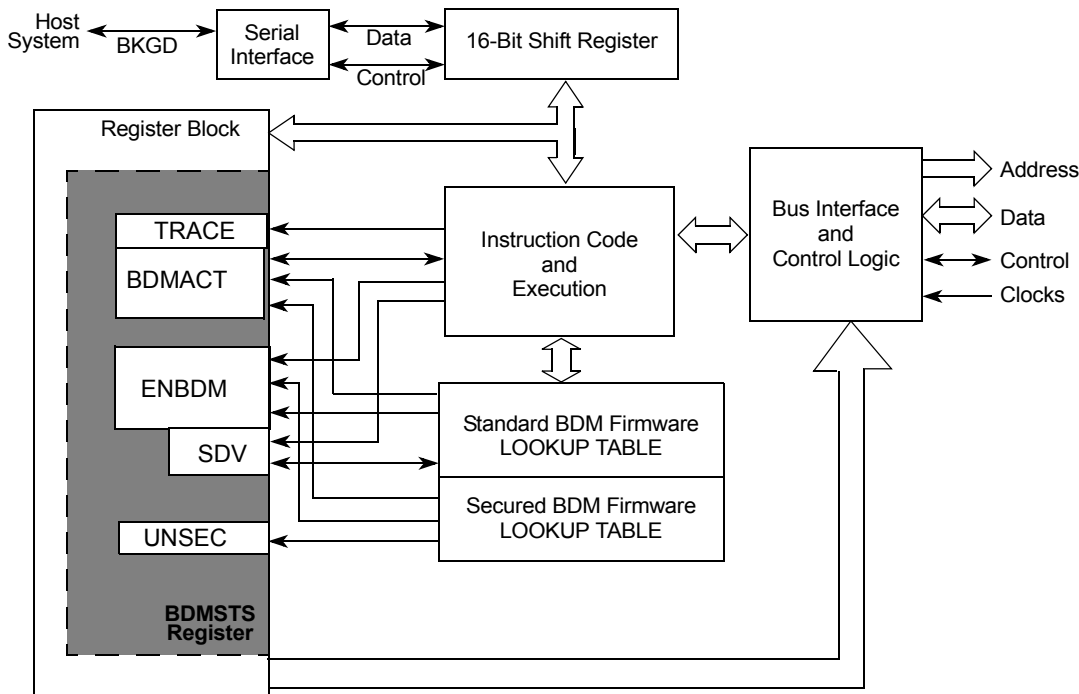 Host
System
BKGD
Serial
Interface
Data
Control
16-Bit Shift Register
Register Block
TRACE
BDMACT
ENBDM
SDV
UNSEC
BDMSTS
Register
Instruction Code
and
Execution
Standard BDM Firmware
LOOKUP TABLE
Secured BDM Firmware
LOOKUP TABLE
Bus Interface
and
Control Logic
Address
Data
Control
Clocks